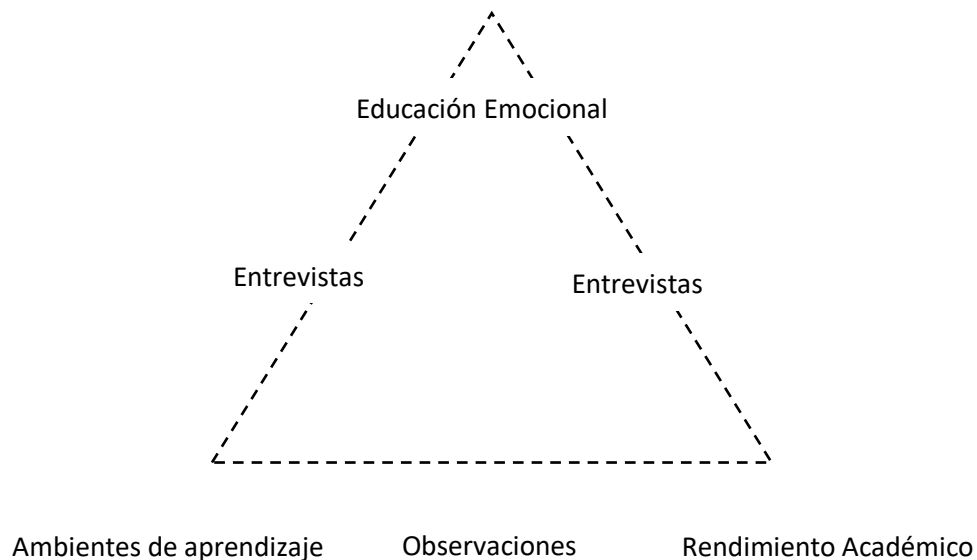 Educación Emocional
Entrevistas
Entrevistas
Ambientes de aprendizaje
Observaciones
Rendimiento Académico